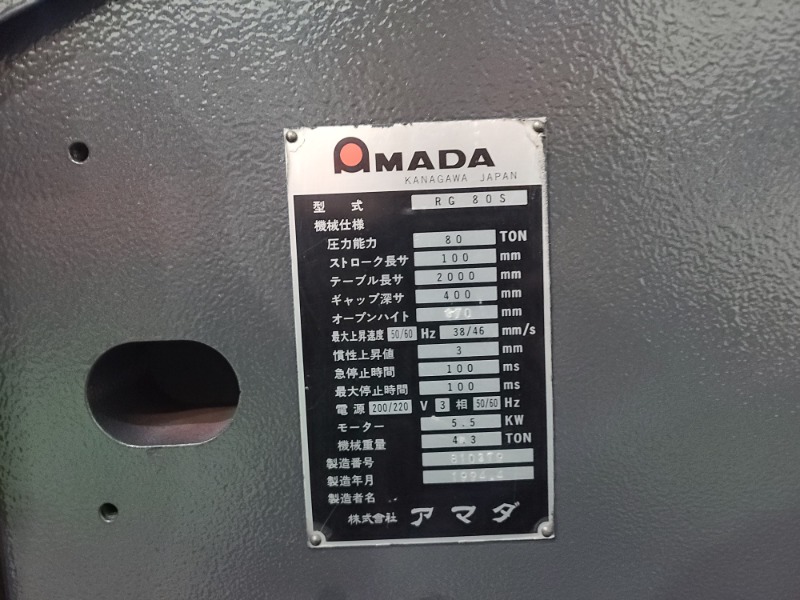 AMADA
KANAGAWA JAPAN
型式 RG 80S
機械仕様
圧力能力 80 TON
ストローク長サ 100 mm
テーブル長サ 2000 mm
ギャップ深サ 400 mm
オープンハイト mm
最大上昇速度 50/60 Hz 38/46 mm/s
慣性上昇値 3 mm
急停止時間 100 ms
最大停止時間 100 ms
電源 200/220 V 3 相 50/60 Hz
モーター 5.5 KW
機械重量 4.3 TON
製造番号
製造年月 1994.4
製造者名
株式會社 アマダ